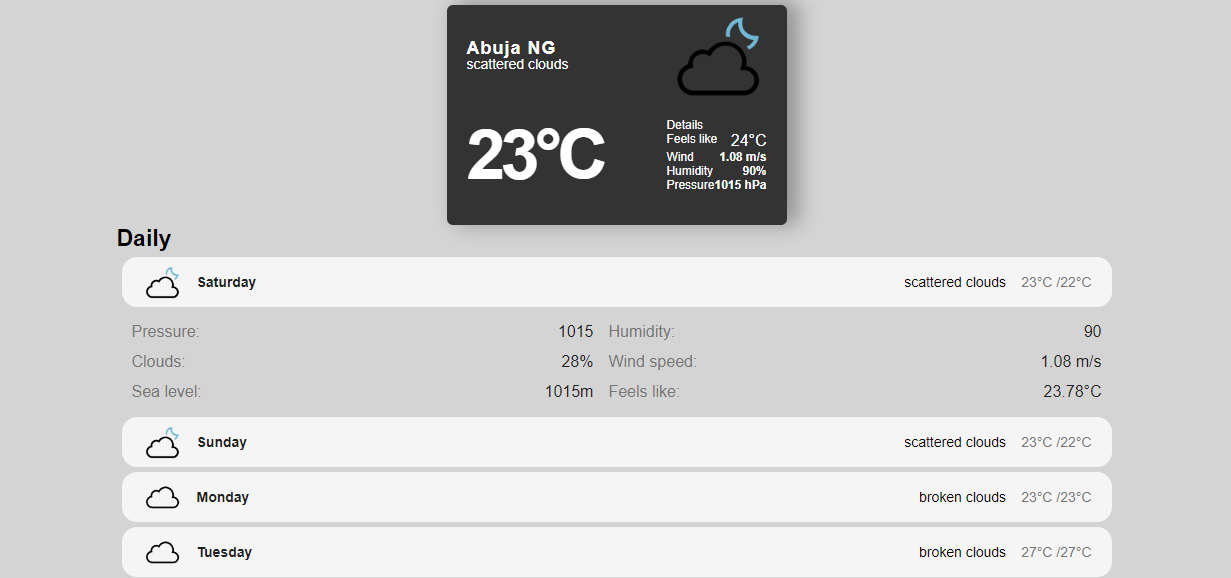 Abuja NG
scattered clouds
23°C
Details
Feels like 24°C
Wind 1.08 m/s
Humidity 90%
Pressure1015 hPa
Daily
Saturday scattered clouds 23°C /22°C
Pressure: 1015 Humidity: 90
Clouds: 28% Wind speed: 1.08 m/s
Sea level: 1015m Feels like: 23.78°C
Sunday scattered clouds 23°C /22°C
Monday broken clouds 23°C /23°C
Tuesday broken clouds 27°C /27°C